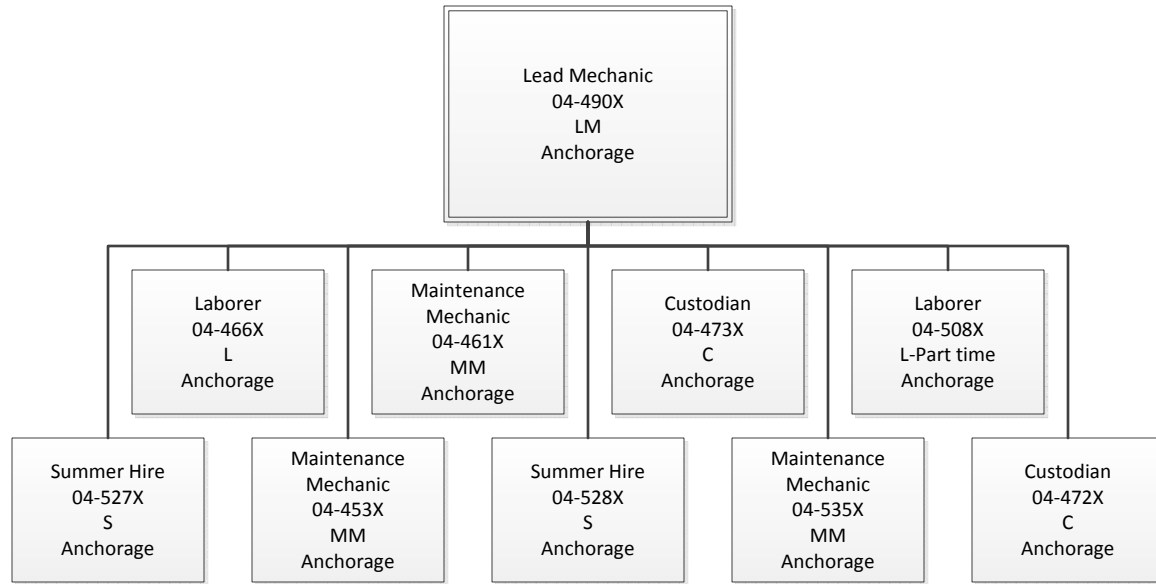 Lead Mechanic
04-490X
LM
Anchorage
Laborer
04-466X
L
Anchorage
Maintenance
Mechanic
04-461X
MM
Anchorage
Custodian
04-473X
C
Anchorage
Laborer
04-508X
L-Part time
Anchorage
Summer Hire
04-527X
S
Anchorage
Maintenance
Mechanic
04-453X
MM
Anchorage
Summer Hire
04-528X
S
Anchorage
Maintenance
Mechanic
04-535X
MM
Anchorage
Custodian
04-472X
C
Anchorage